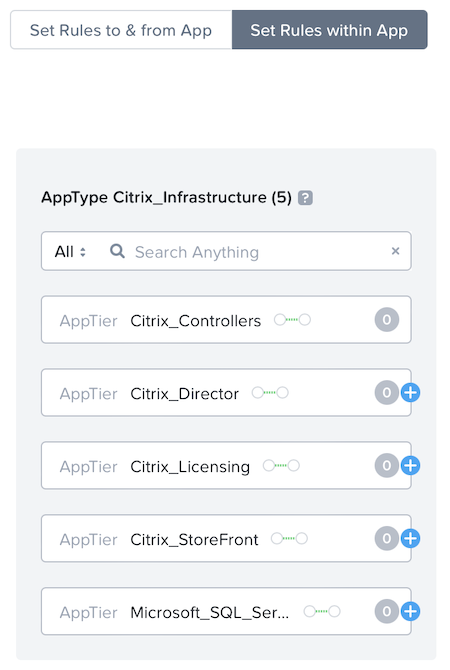 Set Rules to & from App Set Rules within App
AppType Citrix_Infrastructure (5) ?
All Search Anything ×
AppTier Citrix_Controllers 0
AppTier Citrix_Director 0 +
AppTier Citrix_Licensing 0 +
AppTier Citrix_StoreFront 0 +
AppTier Microsoft_SQL_Ser... 0 +